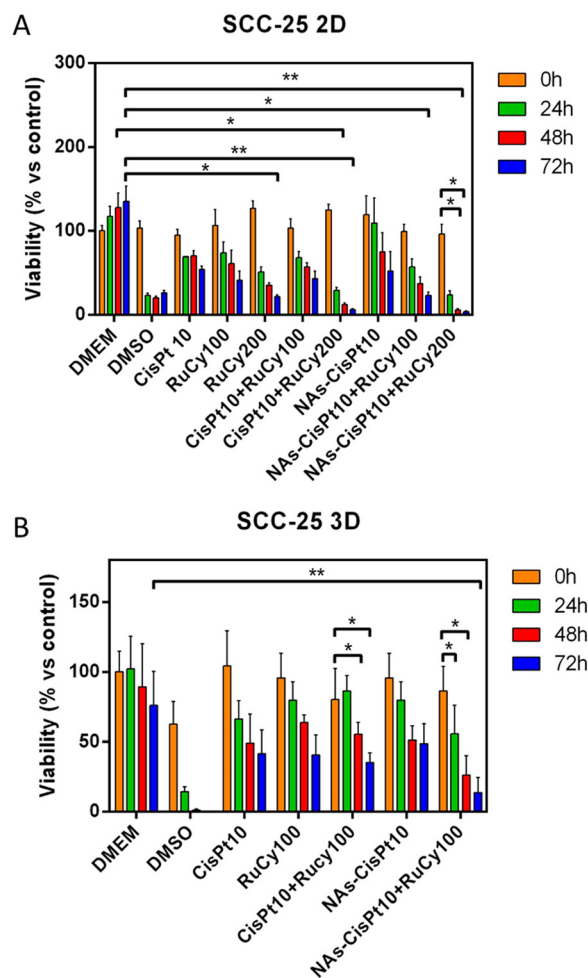 A
SCC-25 2D
Viability (% vs control)
300
200
100
0
**
*
*
**
*
*
*
0h
24h
48h
72h
DMEM
DMSO
CisPt 10
RuCy100
RuCy200
CisPt10+RuCy100
CisPt10+RuCy200
NAs-CisPt10
NAs-CisPt10+RuCy100
NAs-CisPt10+RuCy200
B
SCC-25 3D
Viability (% vs control)
150
100
50
0
**
*
*
*
*
0h
24h
48h
72h
DMEM
DMSO
CisPt10
RuCy100
CisPt10+Rucy100
NAs-CisPt10
NAs-CisPt10+RuCy100